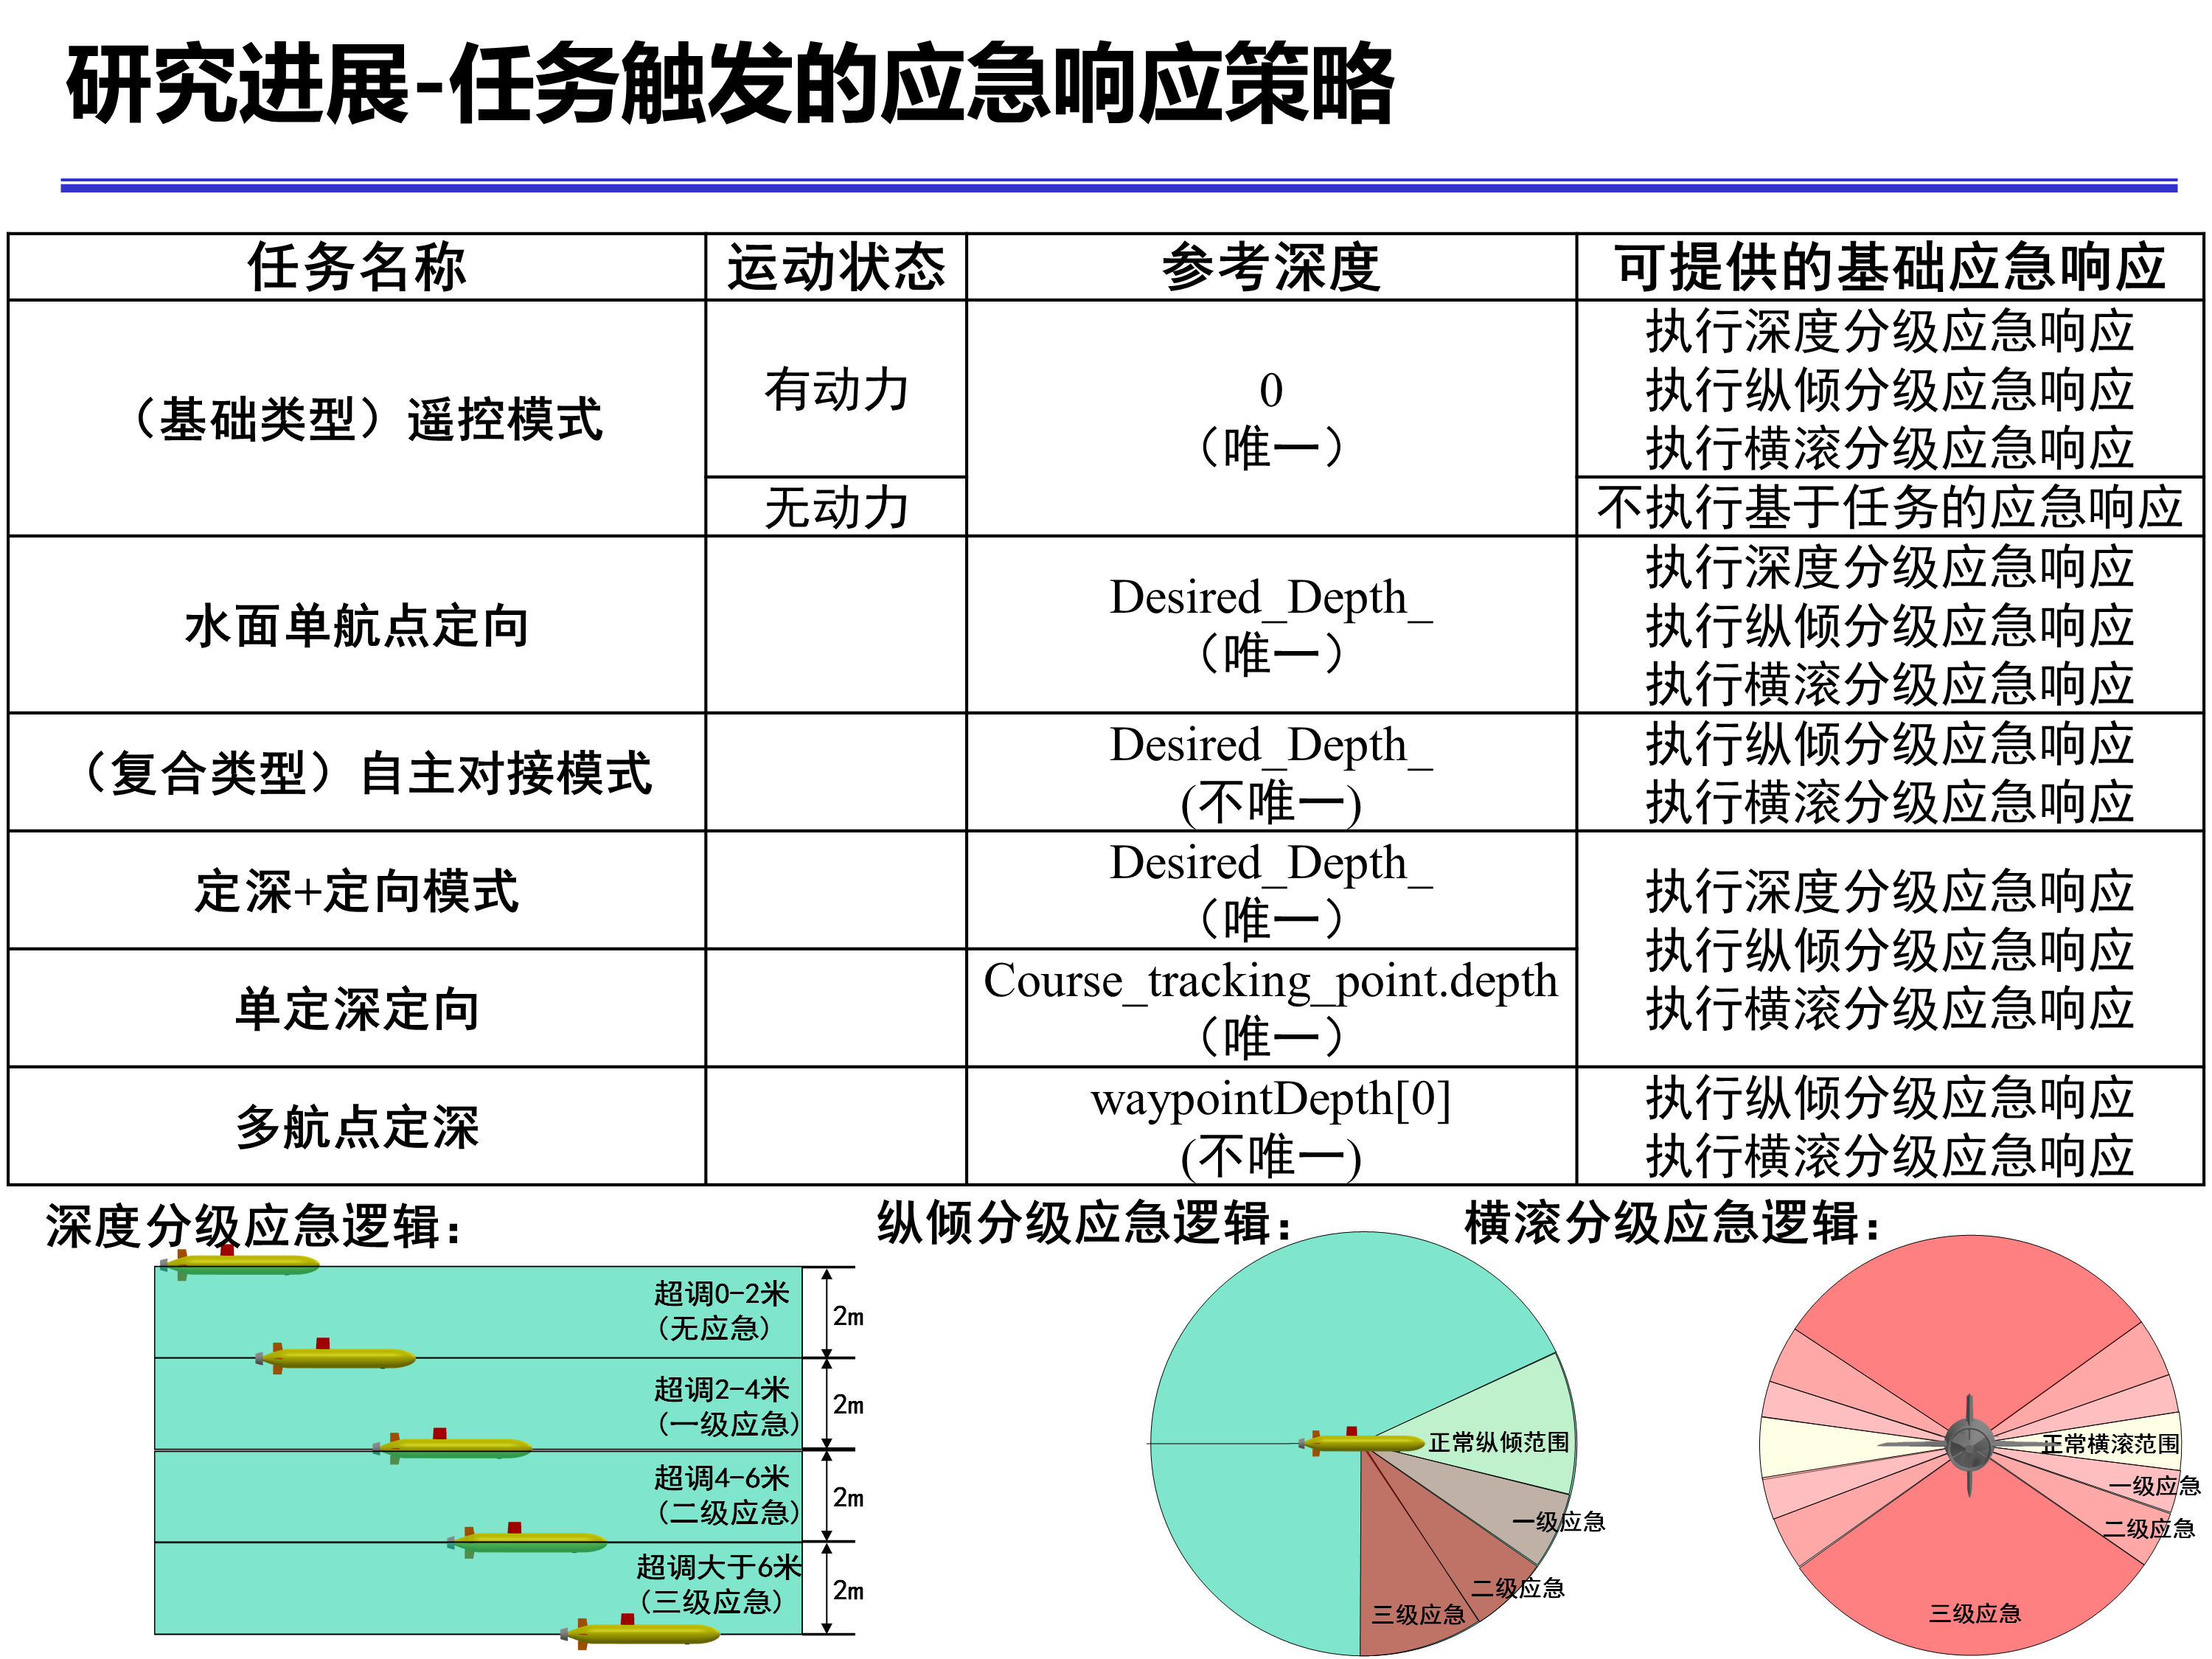 研究进展-任务触发的应急响应策略
任务名称
运动状态
参考深度
可提供的基础应急响应
（基础类型）遥控模式
有动力
0
（唯一）
执行深度分级应急响应
执行纵倾分级应急响应
执行横滚分级应急响应
无动力
不执行基于任务的应急响应
水面单航点定向
Desired_Depth_
（唯一）
执行深度分级应急响应
执行纵倾分级应急响应
执行横滚分级应急响应
（复合类型）自主对接模式
Desired_Depth_
(不唯一)
执行纵倾分级应急响应
执行横滚分级应急响应
定深+定向模式
Desired_Depth_
（唯一）
执行深度分级应急响应
执行纵倾分级应急响应
执行横滚分级应急响应
单定深定向
Course_tracking_point.depth
（唯一）
多航点定深
waypointDepth[0]
(不唯一)
执行纵倾分级应急响应
执行横滚分级应急响应
深度分级应急逻辑：
超调0-2米
（无应急）
2m
超调2-4米
（一级应急）
2m
超调4-6米
（二级应急）
2m
超调大于6米
（三级应急）
2m
纵倾分级应急逻辑：
正常纵倾范围
一级应急
二级应急
三级应急
横滚分级应急逻辑：
正常横滚范围
一级应急
二级应急
三级应急